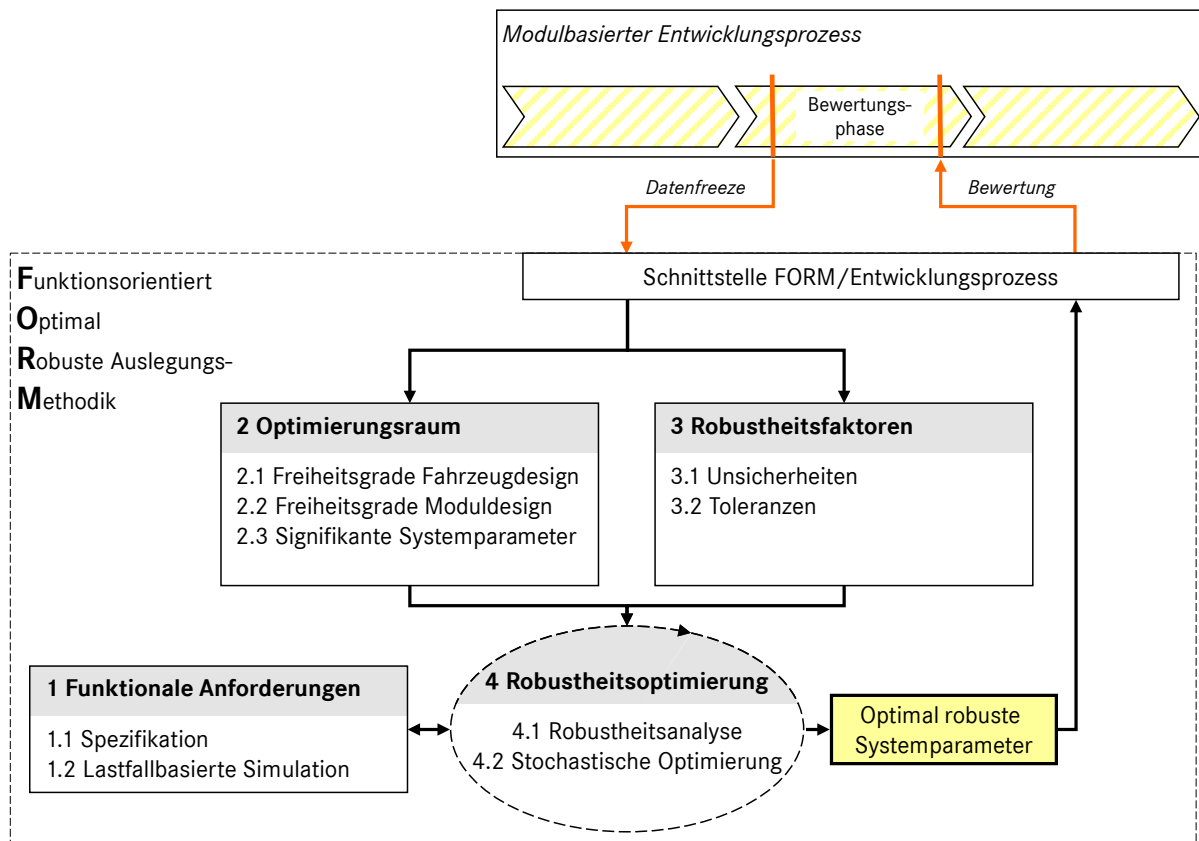 Modulbasierter Entwicklungsprozess
Bewertungs-
phase
Datenfreeze
Bewertung
Schnittstelle FORM/Entwicklungsprozess
Funktionsorientiert
Optimal
Robuste Auslegungs-
Methodik
2 Optimierungsraum
2.1 Freiheitsgrade Fahrzeugdesign
2.2 Freiheitsgrade Moduldesign
2.3 Signifikante Systemparameter
3 Robustheitsfaktoren
3.1 Unsicherheiten
3.2 Toleranzen
1 Funktionale Anforderungen
1.1 Spezifikation
1.2 Lastfallbasierte Simulation
4 Robustheitsoptimierung
4.1 Robustheitsanalyse
4.2 Stochastische Optimierung
Optimal robuste
Systemparameter